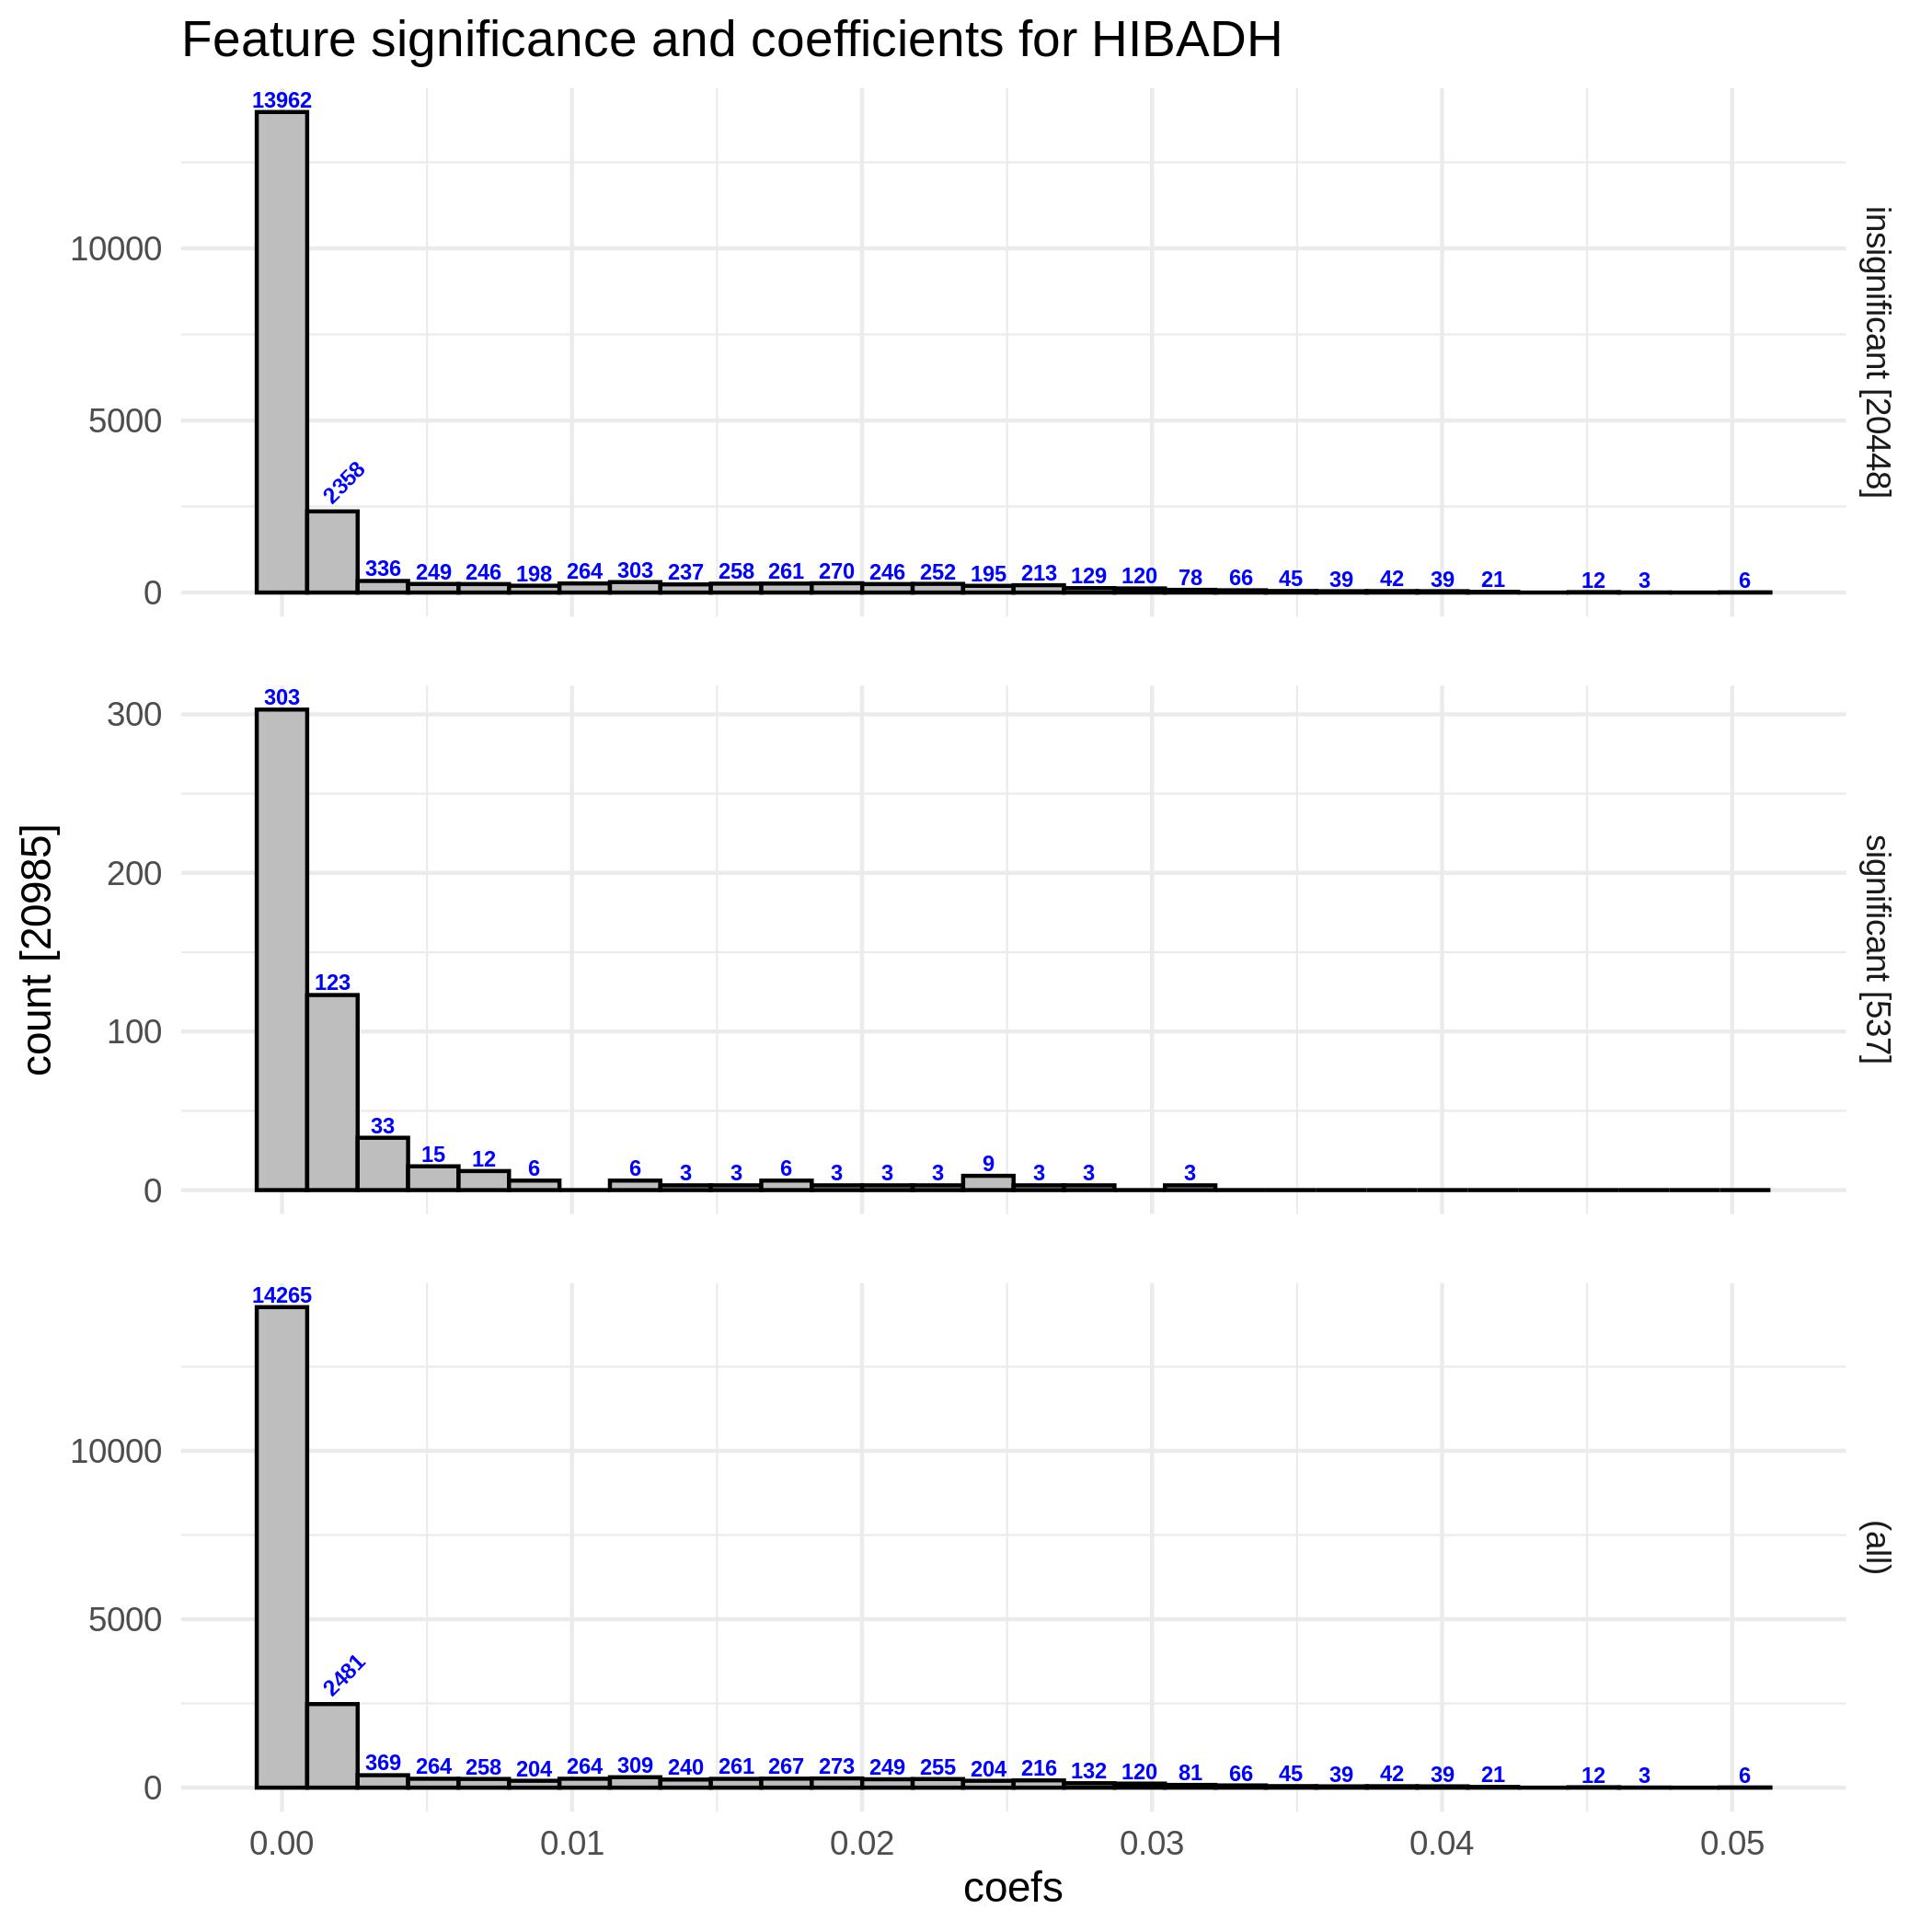 Feature significance and coefficients for HIBADH
13962
10000
5000
0
2358
336 249 246 198 264 303 237 258 261 270 246 252 195 213 129 120 78 66 45 39 42 39 21 12 3 6
insignificant [20448]
count [20985]
303
300
200
100
0
123
33
15 12 6 6 3 3 6 3 3 3 9 3 3 3
significant [537]
14265
10000
5000
0
2481
369 264 258 204 264 309 240 261 267 273 249 255 204 216 132 120 81 66 45 39 42 39 21 12 3 6
(all)
0.00 0.01 0.02 0.03 0.04 0.05
coefs